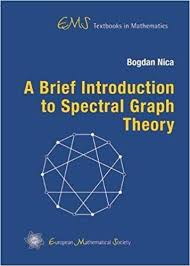 EMS Textbooks in Mathematics
Bogdan Nica
A Brief Introduction
to Spectral Graph
Theory
European Mathematical Society